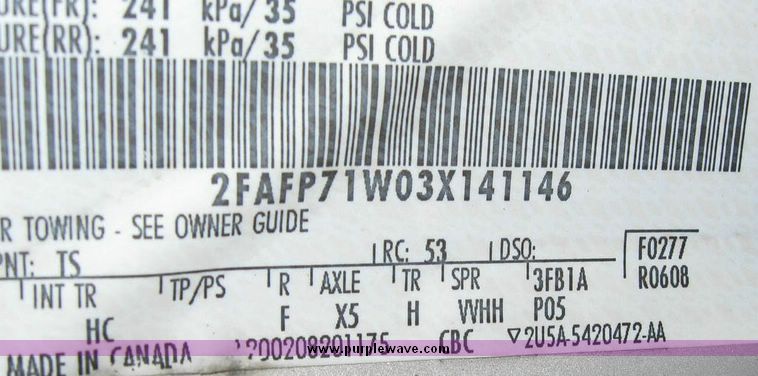 URE(FR): 241 kPa/35 PSI COLD
URE(RR): 241 kPa/35 PSI COLD
2FAFP71W03X141146
R TOWING - SEE OWNER GUIDE
PNT: TS RC: 53 DSO: F0277
INT TR TP/PS R AXLE TR SPR 3FB1A R0608
HC F X5 H VVHH P05
MADE IN CANADA CBC ▽2U5A-5420472-AA
www.purplewave.com